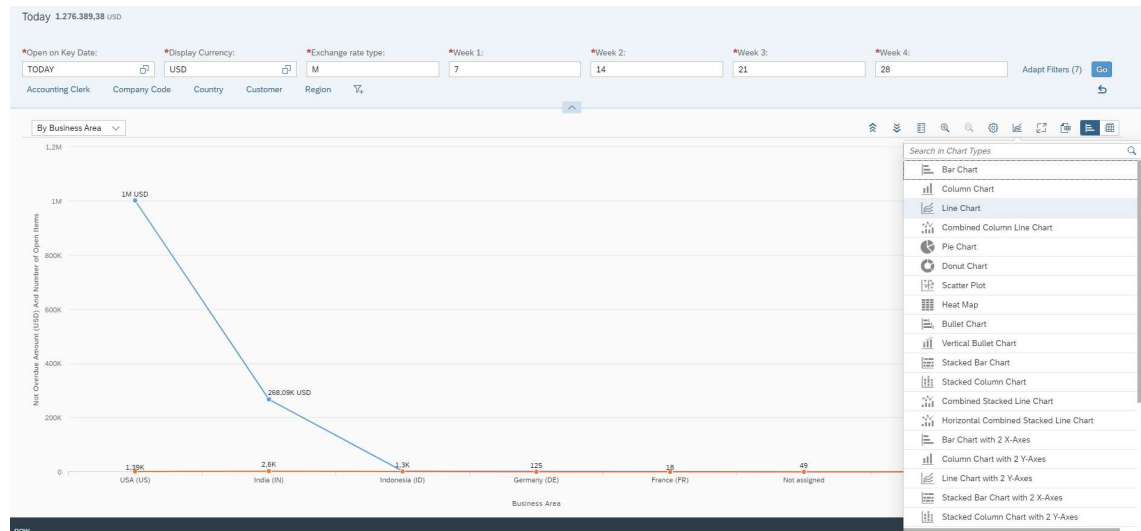 Today 1.276.389,38 USD
*Open on Key Date: *Display Currency: *Exchange rate type: *Week 1: *Week 2: *Week 3: *Week 4:
TODAY USD M 7 14 21 28 Adapt Filters (7) Go
Accounting Clerk Company Code Country Customer Region
By Business Area
Search in Chart Types
Bar Chart
Column Chart
Line Chart
Combined Column Line Chart
Pie Chart
Donut Chart
Scatter Plot
Heat Map
Bullet Chart
Vertical Bullet Chart
Stacked Bar Chart
Stacked Column Chart
Combined Stacked Line Chart
Horizontal Combined Stacked Line Chart
Bar Chart with 2 X-Axes
Column Chart with 2 Y-Axes
Line Chart with 2 Y-Axes
Stacked Bar Chart with 2 X-Axes
Stacked Column Chart with 2 Y-Axes
Not Overdue Amount (USD) And Number of Open Items
1,2M
1M
800K
600K
400K
200K
0
1M USD
268,09K USD
1,39K 2,6K 1,3K 125 18 49
USA (US) India (IN) Indonesia (ID) Germany (DE) France (FR) Not assigned
Business Area